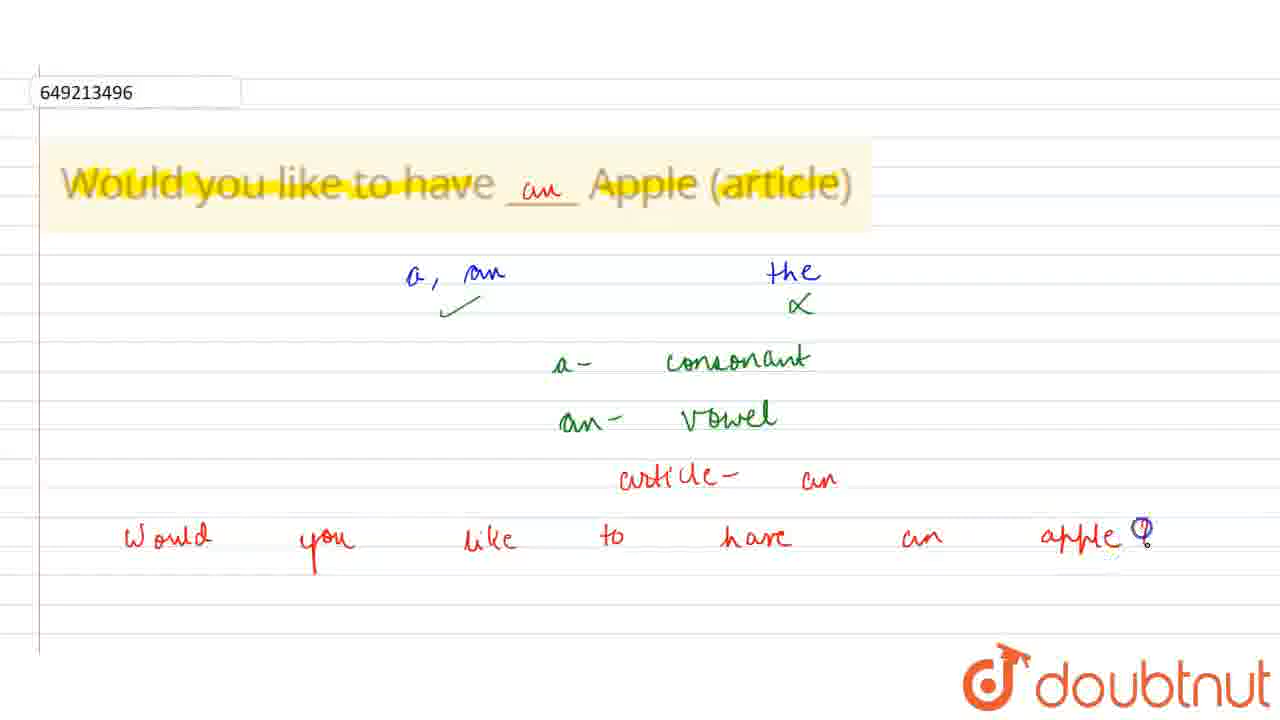 649213496
Would you like to have an Apple (article)
a, an the
a- consonant
an- vowel
article- an
Would you like to have an apple?
doubtnut